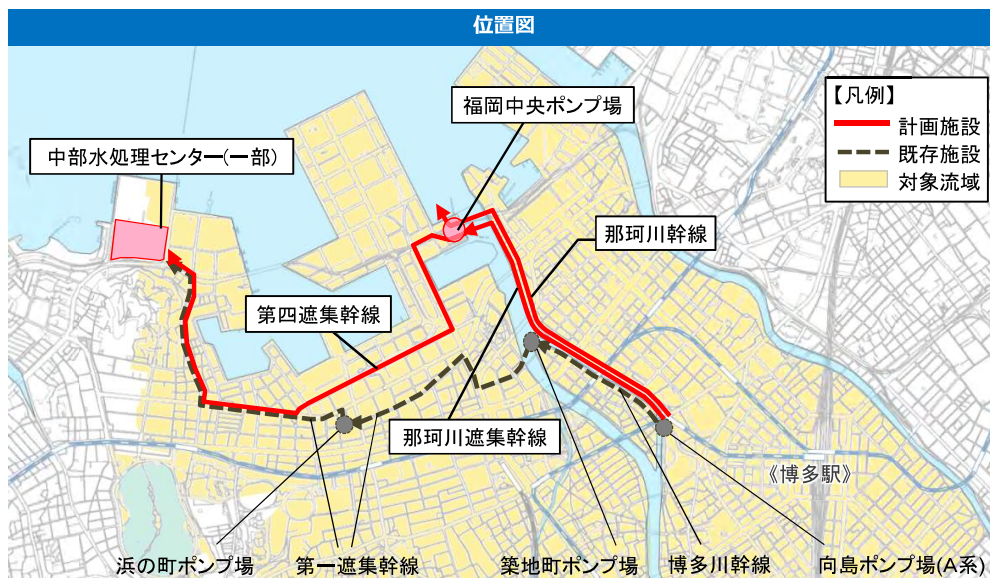 位置図
福岡中央ポンプ場
【凡例】
計画施設
既存施設
対象流域
中部水処理センター(一部)
那珂川幹線
第四遮集幹線
那珂川遮集幹線
《博多駅》
浜の町ポンプ場
第一遮集幹線
築地町ポンプ場
博多川幹線
向島ポンプ場(A系)